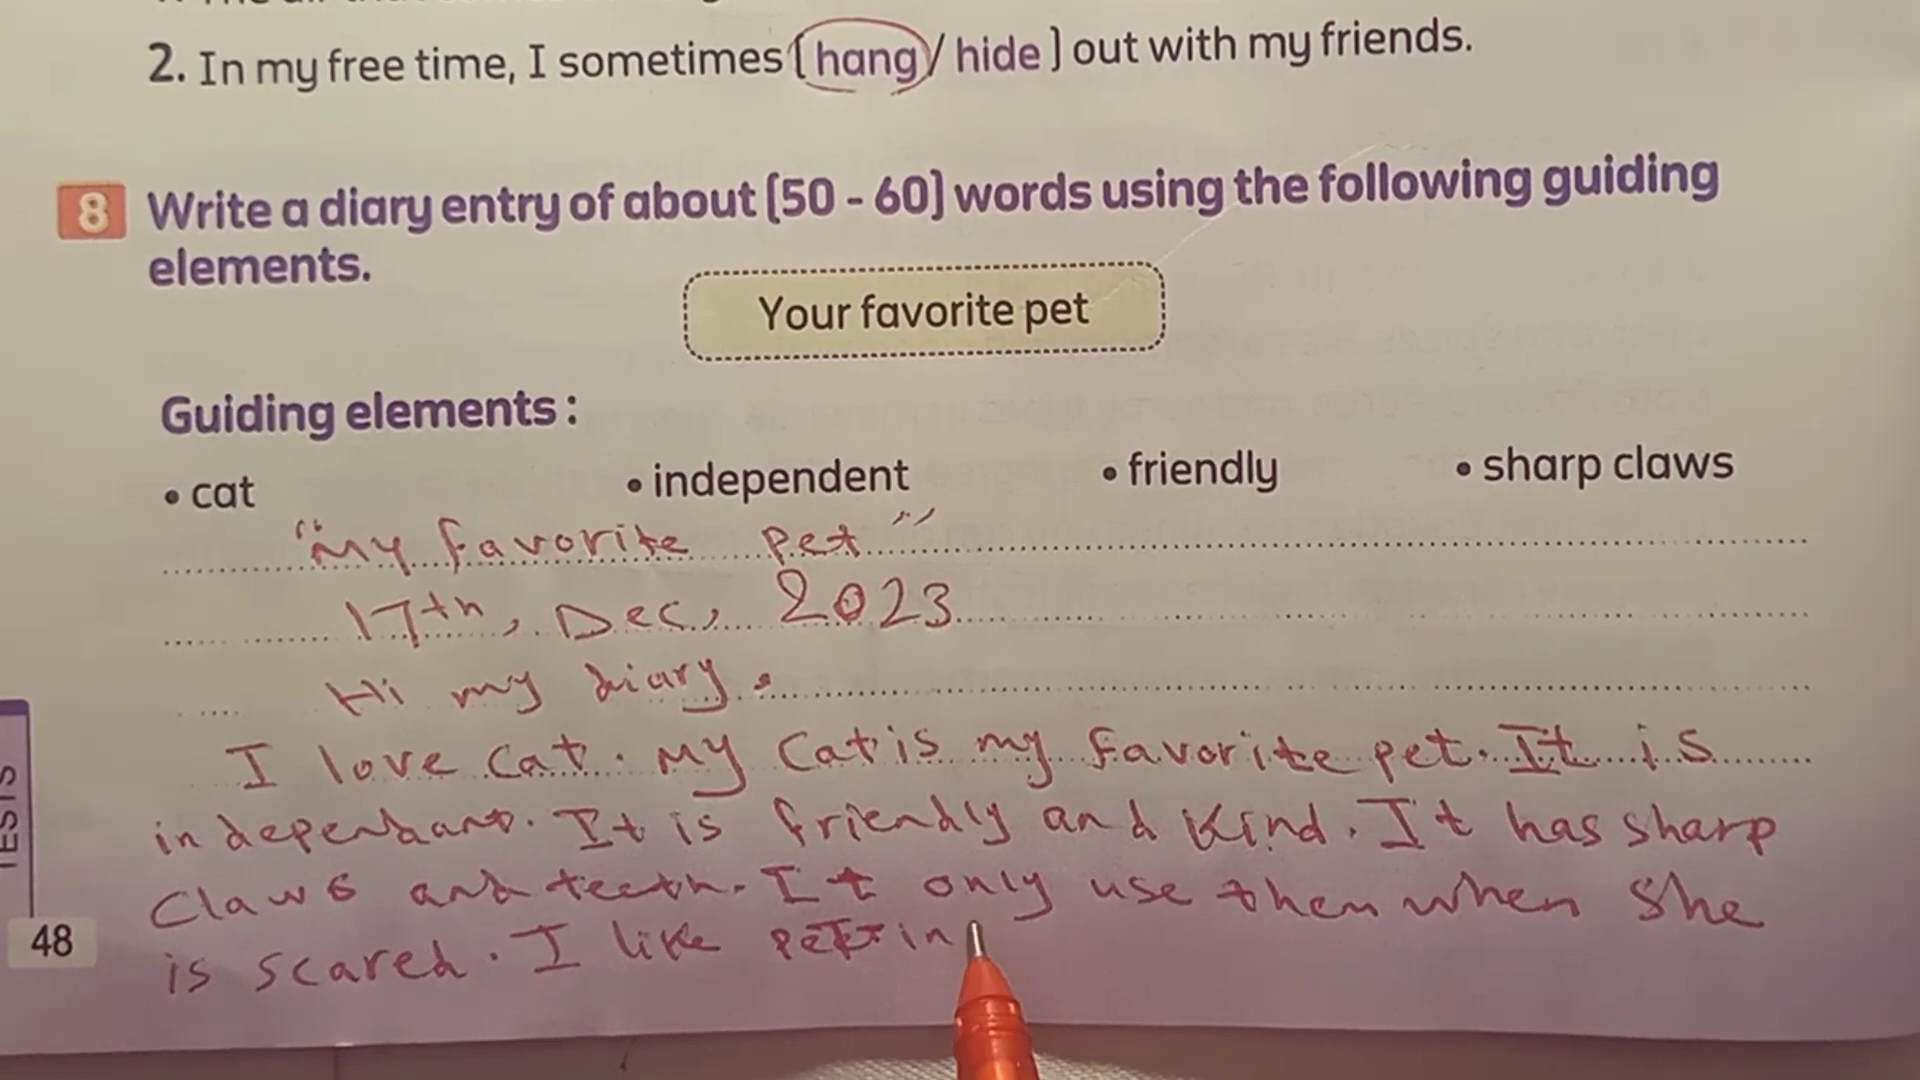 2. In my free time, I sometimes [hang / hide] out with my friends.
8 Write a diary entry of about [50 - 60] words using the following guiding
elements.
Your favorite pet
Guiding elements :
• cat • independent • friendly • sharp claws
"My favorite pet"
17th, Dec, 2023
Hi my diary.
I love cat. My cat is my favorite pet. It is
independant. It is friendly and kind. It has sharp
claws and teeth. It only use them when she
is scared. I like pettin
TESTS
48